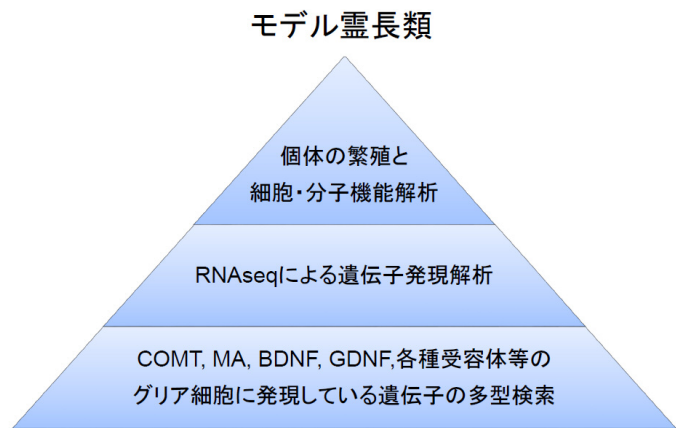 モデル霊長類
個体の繁殖と
細胞・分子機能解析
RNAseqによる遺伝子発現解析
COMT, MA, BDNF, GDNF,各種受容体等の
グリア細胞に発現している遺伝子の多型検索